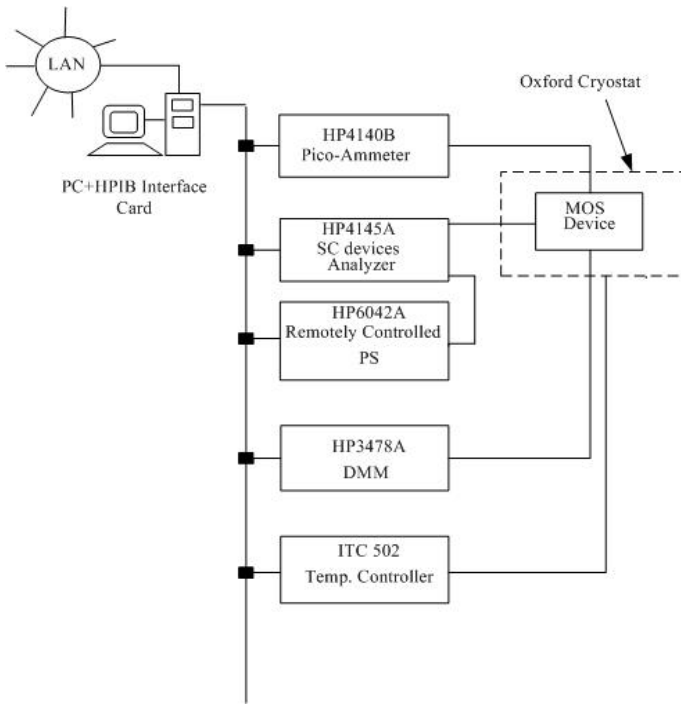 LAN
PC+HPIB Interface
Card
HP4140B
Pico-Ammeter
Oxford Cryostat
MOS
Device
HP4145A
SC devices
Analyzer
HP6042A
Remotely Controlled
PS
HP3478A
DMM
ITC 502
Temp. Controller